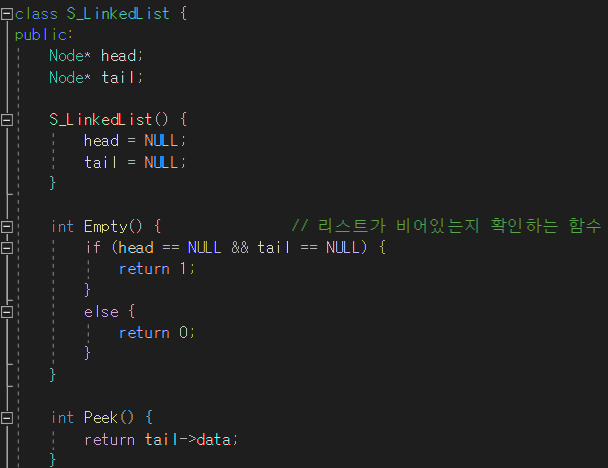 class S_LinkedList {
public:
    Node* head;
    Node* tail;

    S_LinkedList() {
        head = NULL;
        tail = NULL;
    }

    int Empty() {               // 리스트가 비어있는지 확인하는 함수
        if (head == NULL && tail == NULL) {
            return 1;
        }
        else {
            return 0;
        }
    }

    int Peek() {
        return tail->data;
    }